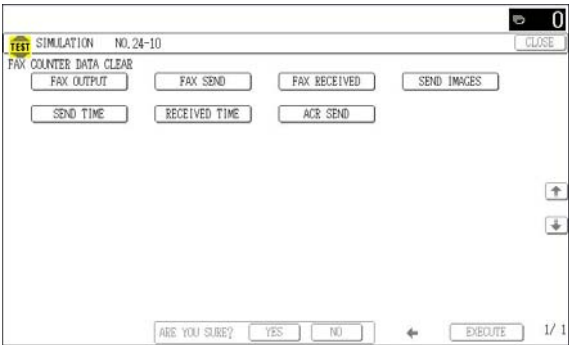 0
TEST SIMULATION NO.24-10 CLOSE
FAX COUNTER DATA CLEAR
FAX OUTPUT FAX SEND FAX RECEIVED SEND IMAGES
SEND TIME RECEIVED TIME ACR SEND
ARE YOU SURE? YES NO EXECUTE 1/ 1